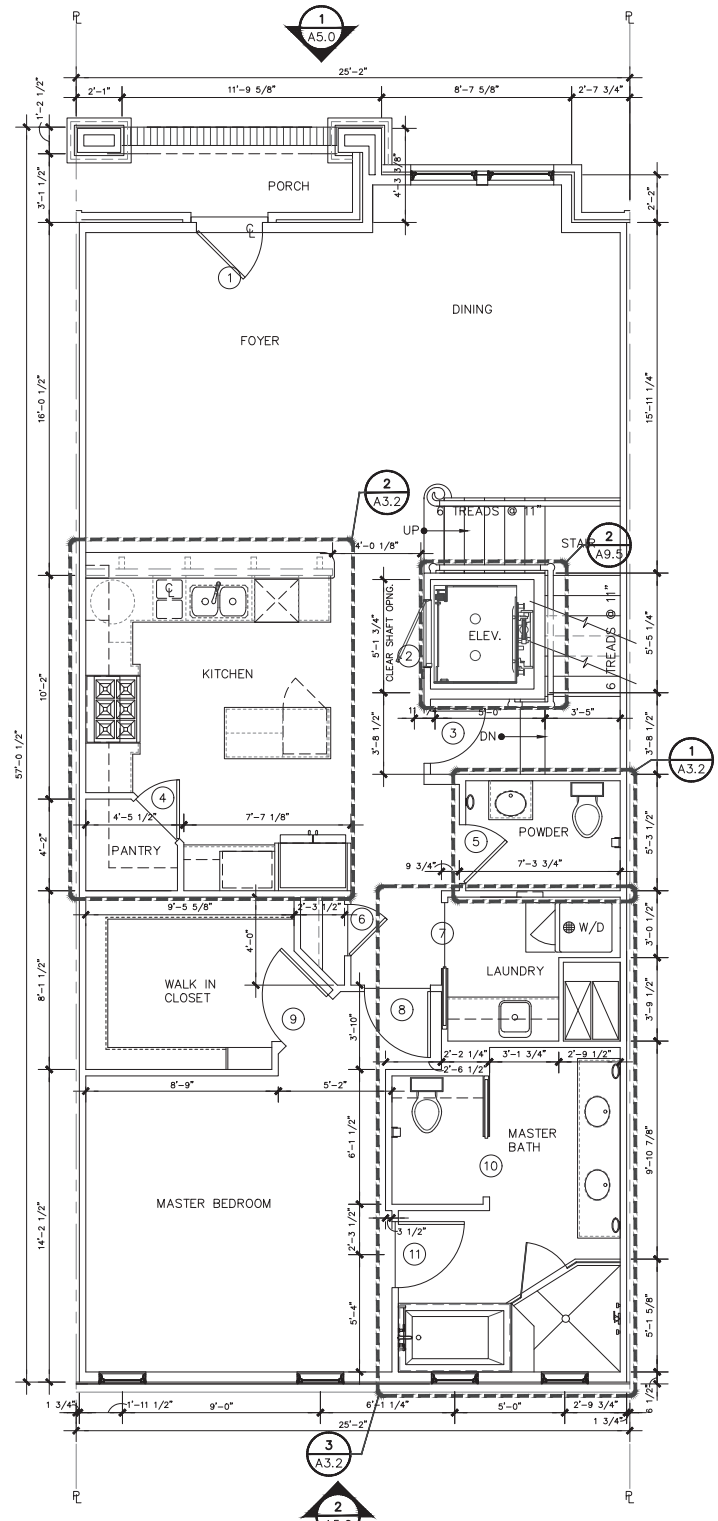 PL
PL
1
A5.0
25'-2"
2'-1"
11'-9 5/8"
8'-7 5/8"
2'-7 3/4"
1'-2 1/2"
3'-1 1/2"
4'-3 3/8"
2'-2"
PORCH
CL
1
DINING
FOYER
16'-0 1/2"
15'-11 1/4"
57'-0 1/2"
2
A3.2
6 TREADS @ 11"
UP
STAIR
2
A9.5
4'-0 1/8"
CL
CLEAR SHAFT OPNG.
5'-1 3/4"
ELEV.
6 TREADS @ 11"
5'-5 1/4"
2
KITCHEN
10'-2"
11
5'-0"
3'-5"
3
DN
3'-8 1/2"
3'-8 1/2"
1
A3.2
4
4'-5 1/2"
7'-7 1/8"
POWDER
5
PANTRY
4'-2"
9 3/4"
7'-3 3/4"
5'-3 1/2"
9'-5 5/8"
2'-3 1/2"
6
4'-0"
7
W/D
3'-0 1/2"
LAUNDRY
WALK IN
CLOSET
8'-1 1/2"
9
8
3'-10"
3'-9 1/2"
2'-2 1/4"
3'-1 3/4"
2'-9 1/2"
2'-6 1/2"
8'-9"
5'-2"
MASTER
BATH
6'-1 1/2"
10
9'-10 7/8"
MASTER BEDROOM
14'-2 1/2"
3 1/2"
2'-3 1/2"
11
5'-4"
5'-1 5/8"
6 1/2"
1 3/4"
1'-11 1/2"
9'-0"
6'-1 1/4"
5'-0"
2'-9 3/4"
1 3/4"
25'-2"
3
A3.2
PL
PL
2